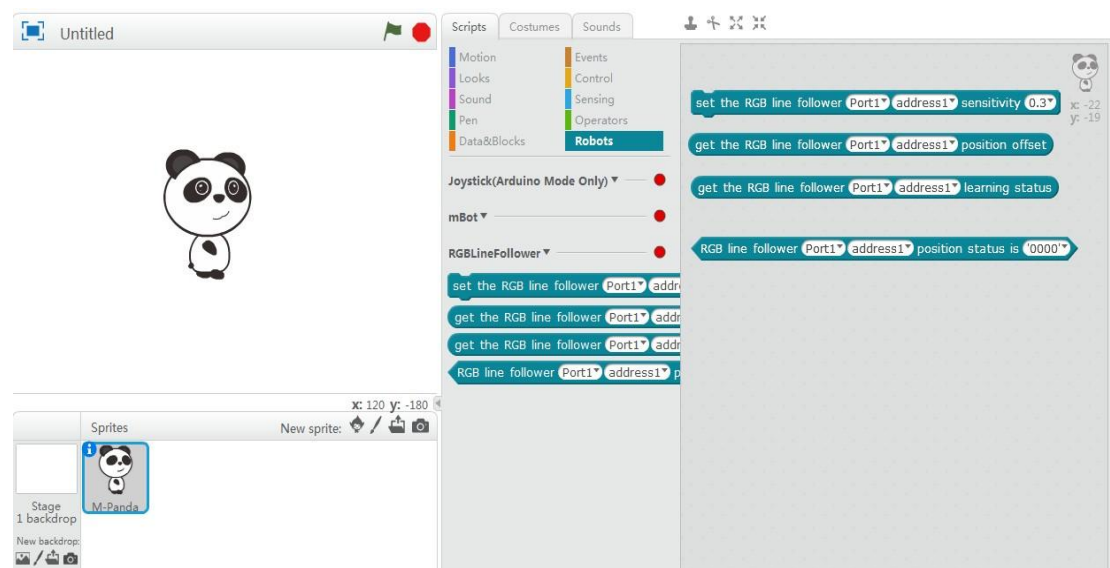 Untitled
Scripts Costumes Sounds
Motion Events
Looks Control
Sound Sensing
Pen Operators
Data&Blocks Robots
Joystick(Arduino Mode Only)
mBot
RGBLineFollower
set the RGB line follower Port1 addr
get the RGB line follower Port1 addr
get the RGB line follower Port1 addr
RGB line follower Port1 address1 p
set the RGB line follower Port1 address1 sensitivity 0.3
get the RGB line follower Port1 address1 position offset
get the RGB line follower Port1 address1 learning status
RGB line follower Port1 address1 position status is '0000'
x: -22
y: -19
x: 120 y: -180
Sprites New sprite:
M-Panda
Stage
1 backdrop
New backdrop: